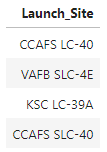 Launch_Site
CCAFS LC-40
VAFB SLC-4E
KSC LC-39A
CCAFS SLC-40